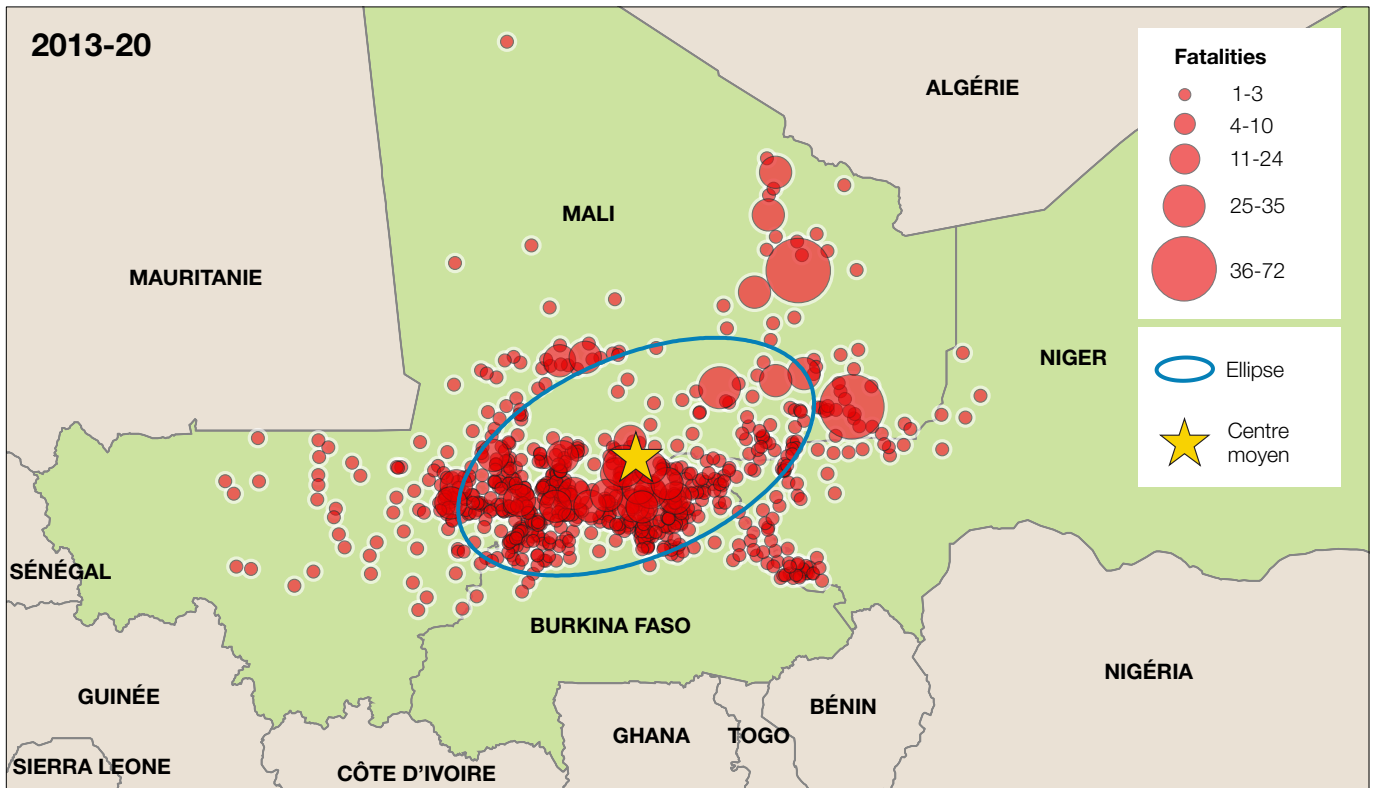 2013-20
ALGÉRIE
MALI
MAURITANIE
NIGER
SÉNÉGAL
BURKINA FASO
NIGÉRIA
GUINÉE
BÉNIN
GHANA
TOGO
SIERRA LEONE
CÔTE D'IVOIRE
Fatalities
1-3
4-10
11-24
25-35
36-72
Ellipse
Centre
moyen